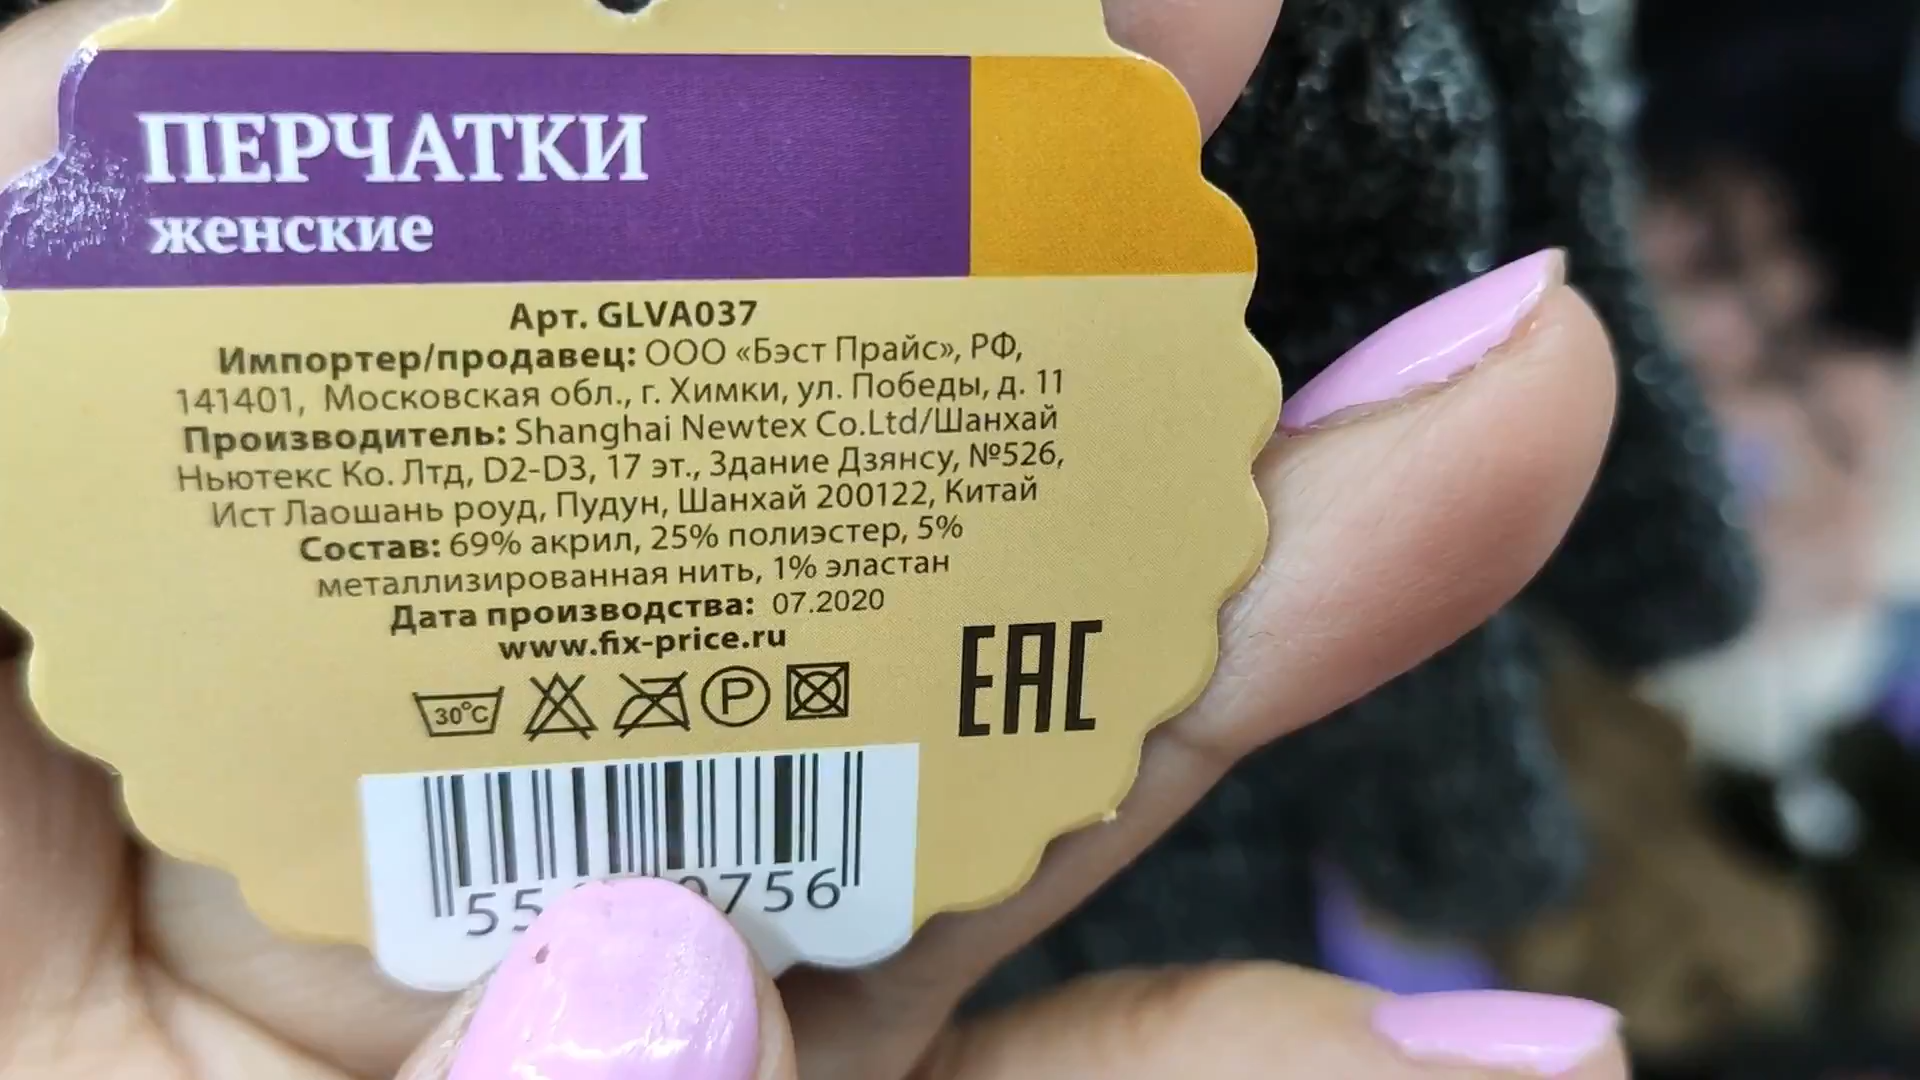 ПЕРЧАТКИ
женские
Арт. GLVA037
Импортер/продавец: ООО «Бэст Прайс», РФ,
141401, Московская обл., г. Химки, ул. Победы, д. 11
Производитель: Shanghai Newtex Co.Ltd/Шанхай
Ньютекс Ко. Лтд, D2-D3, 17 эт., Здание Дзянсу, №526,
Ист Лаошань роуд, Пудун, Шанхай 200122, Китай
Состав: 69% акрил, 25% полиэстер, 5%
металлизированная нить, 1% эластан
Дата производства: 07.2020
www.fix-price.ru
30°C P
EAC